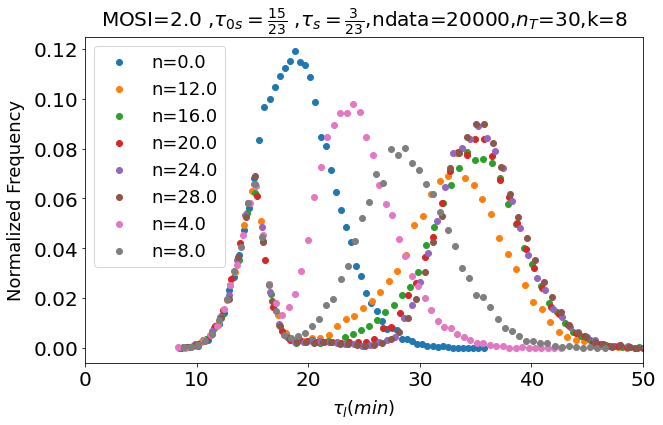 MOSI=2.0 ,τ0s = 15/23 ,τs = 3/23,ndata=20000,nT=30,k=8
Normalized Frequency
0.12
0.10
0.08
0.06
0.04
0.02
0.00
n=0.0
n=12.0
n=16.0
n=20.0
n=24.0
n=28.0
n=4.0
n=8.0
0 10 20 30 40 50
τI(min)